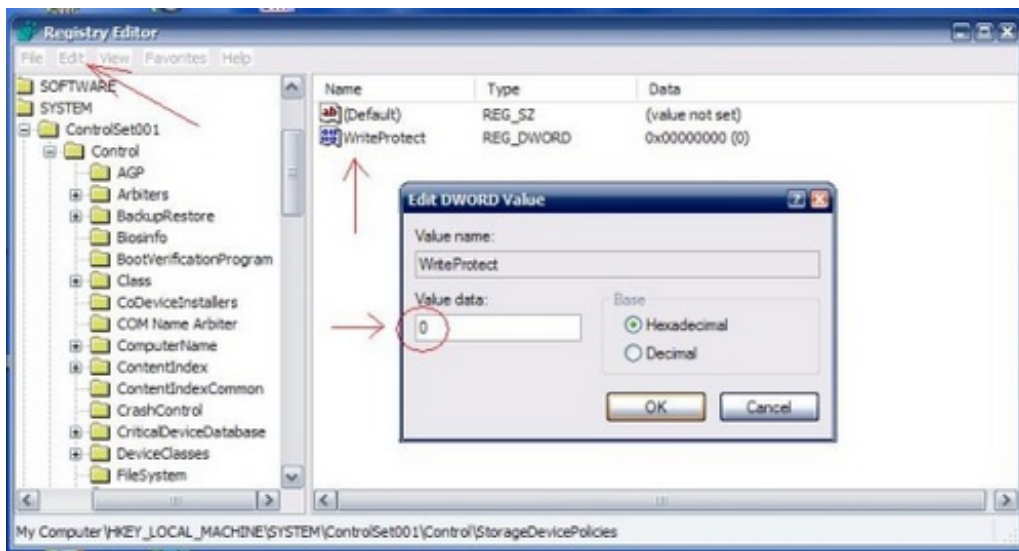 Registry Editor
File Edit View Favorites Help
SOFTWARE
SYSTEM
ControlSet001
Control
AGP
Arbiters
BackupRestore
Biosinfo
BootVerificationProgram
Class
CoDeviceInstallers
COM Name Arbiter
ComputerName
ContentIndex
ContentIndexCommon
CrashControl
CriticalDeviceDatabase
DeviceClasses
FileSystem
Name Type Data
(Default) REG_SZ (value not set)
WriteProtect REG_DWORD 0x00000000 (0)
Edit DWORD Value
Value name:
WriteProtect
Value data:
0
Base
Hexadecimal
Decimal
OK Cancel
My Computer\HKEY_LOCAL_MACHINE\SYSTEM\ControlSet001\Control\StorageDevicePolicies